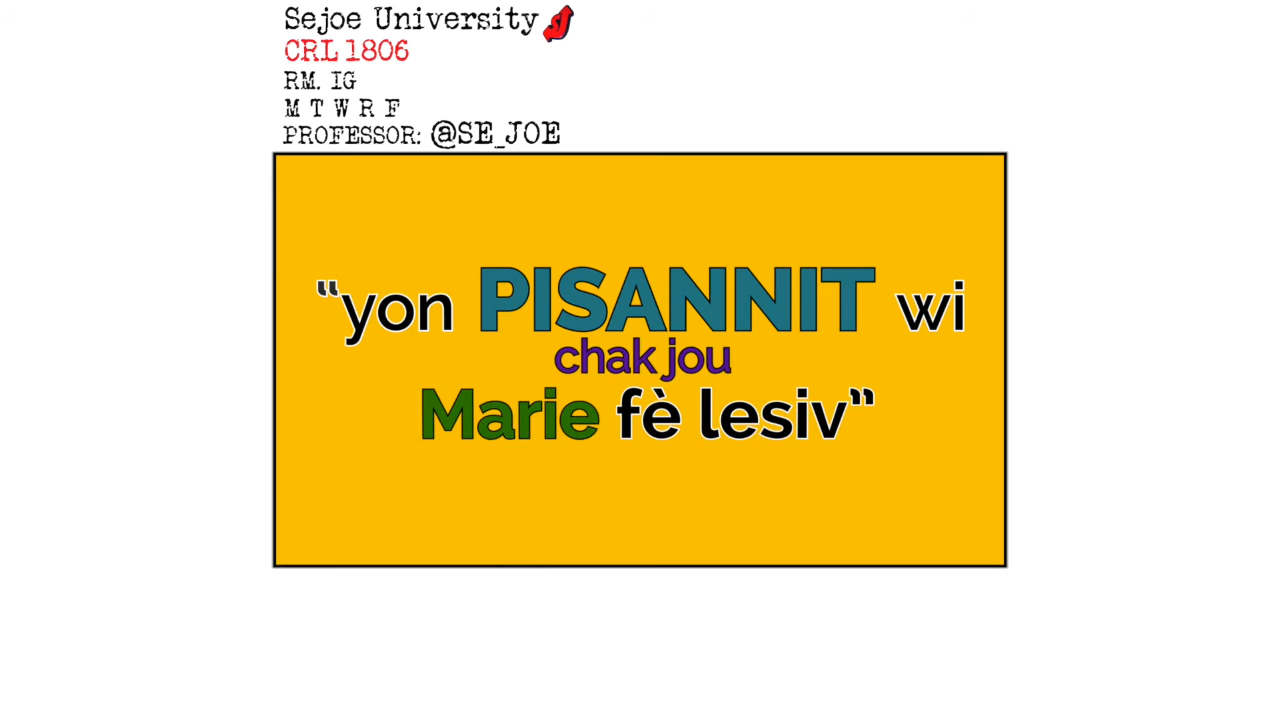 Sejoe University
CRL 1806
RM. IG
M T W R F
PROFESSOR: @SE_JOE
“yon PISANNIT wi
chak jou
Marie fè lesiv”